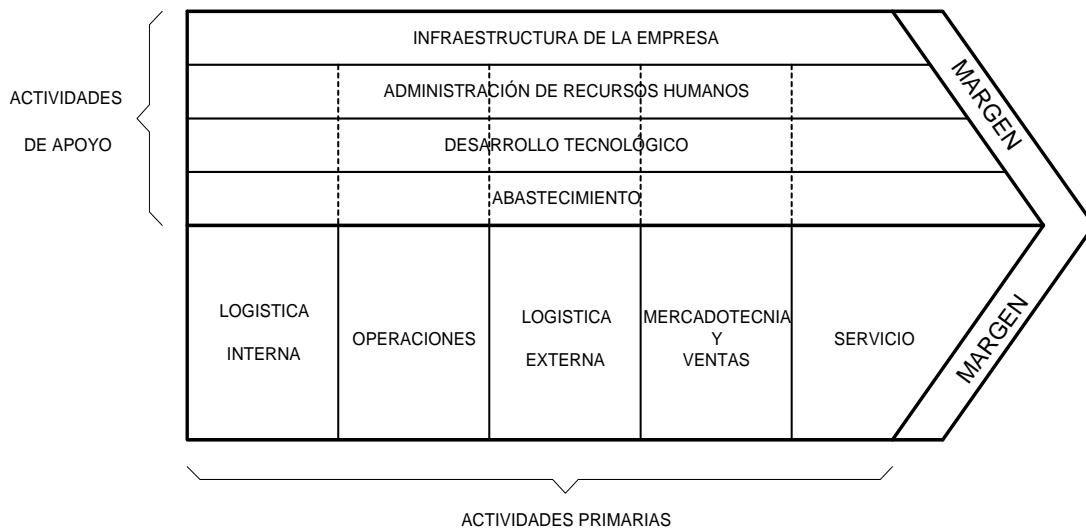 INFRAESTRUCTURA DE LA EMPRESA
ADMINISTRACIÓN DE RECURSOS HUMANOS
DESARROLLO TECNOLÓGICO
ABASTECIMIENTO
ACTIVIDADES
DE APOYO
MARGEN
LOGISTICA
INTERNA
OPERACIONES
LOGISTICA
EXTERNA
MERCADOTECNIA
Y
VENTAS
SERVICIO
MARGEN
ACTIVIDADES PRIMARIAS